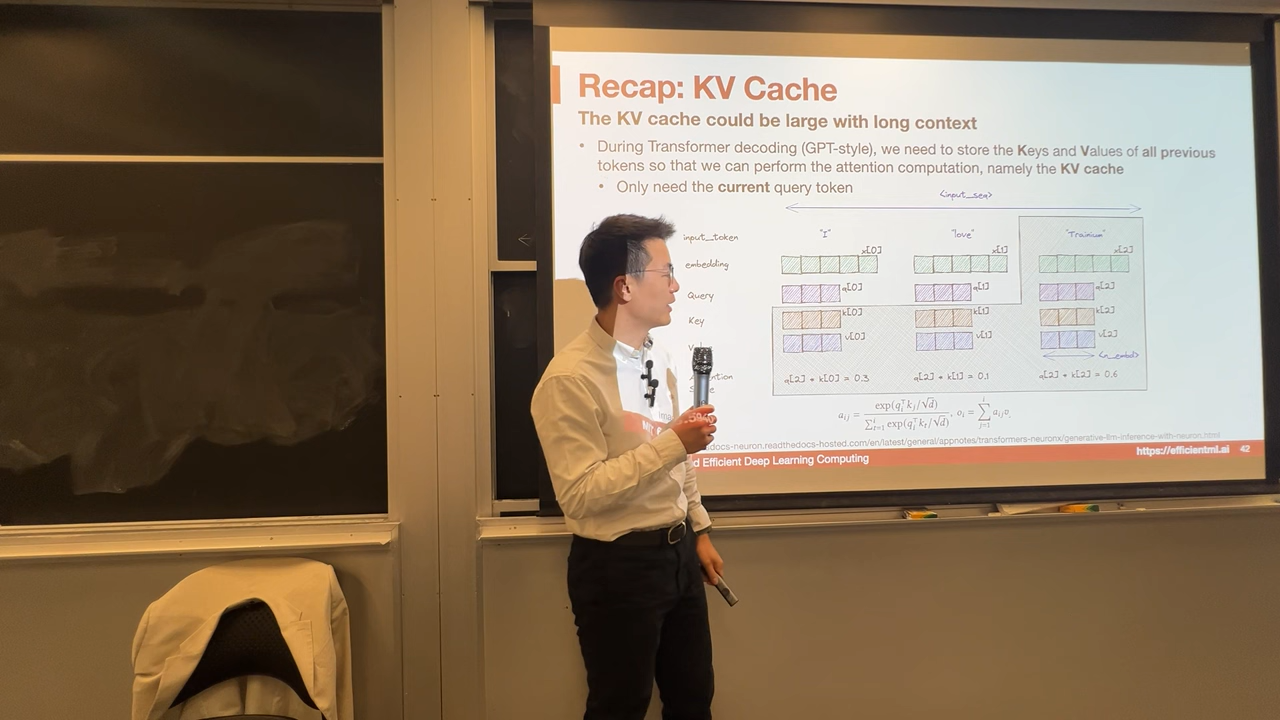 Recap: KV Cache
The KV cache could be large with long context
• During Transformer decoding (GPT-style), we need to store the Keys and Values of all previous
tokens so that we can perform the attention computation, namely the KV cache
• Only need the current query token
<input_seq>
input_token "I" "love" "Trainium"
embedding x[0] x[1] x[2]
Query q[0] q[1] q[2]
Key k[0] k[1] k[2]
v[0] v[1] v[2]
<n_embd>
q[2] * k[0] = 0.3 q[2] * k[1] = 0.1 q[2] * k[2] = 0.6
docs-neuron.readthedocs-hosted.com/en/latest/general/appnotes/transformers-neuronx/generative-llm-inference-with-neuron.html
Efficient Deep Learning Computing https://efficientml.ai 42